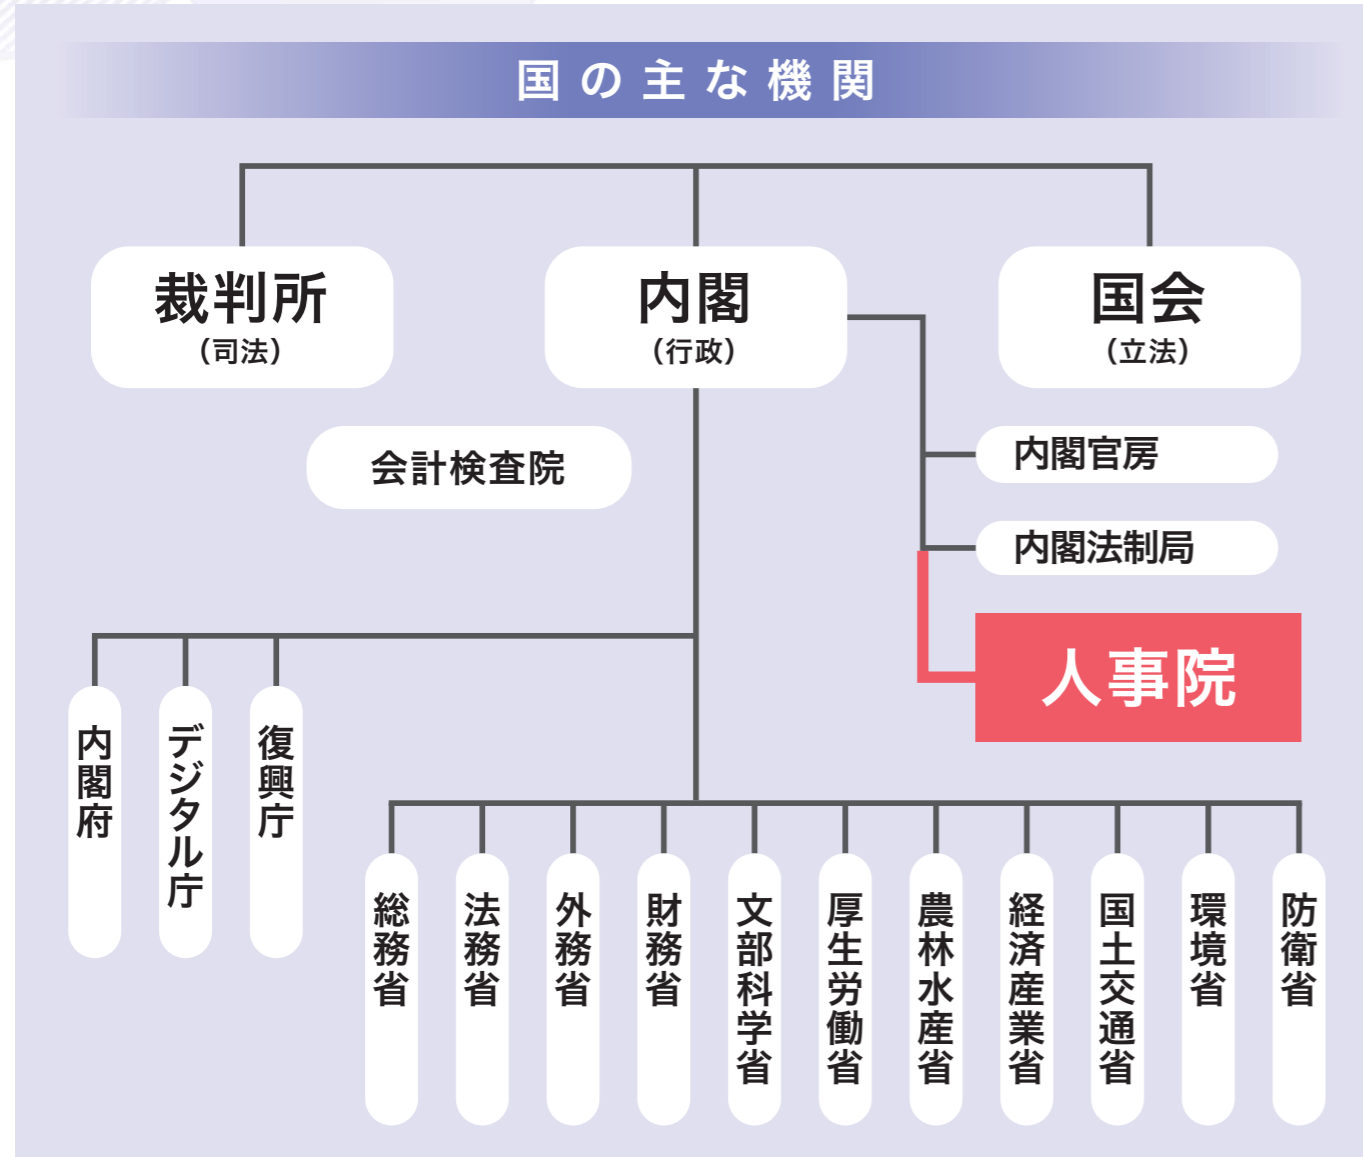 国の主な機関
裁判所
（司法）
内閣
（行政）
国会
（立法）
会計検査院
内閣官房
内閣法制局
人事院
内閣府
デジタル庁
復興庁
総務省
法務省
外務省
財務省
文部科学省
厚生労働省
農林水産省
経済産業省
国土交通省
環境省
防衛省